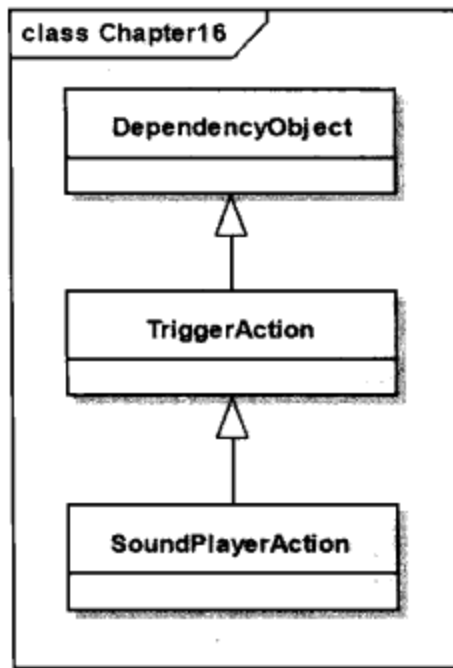 class Chapter16
DependencyObject
TriggerAction
SoundPlayerAction